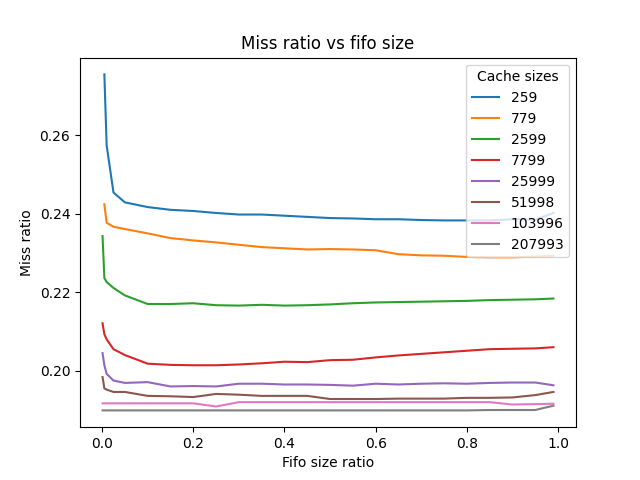 Miss ratio vs fifo size
Cache sizes
259
779
2599
7799
25999
51998
103996
207993
0.26
0.24
0.22
0.20
Miss ratio
0.0 0.2 0.4 0.6 0.8 1.0
Fifo size ratio